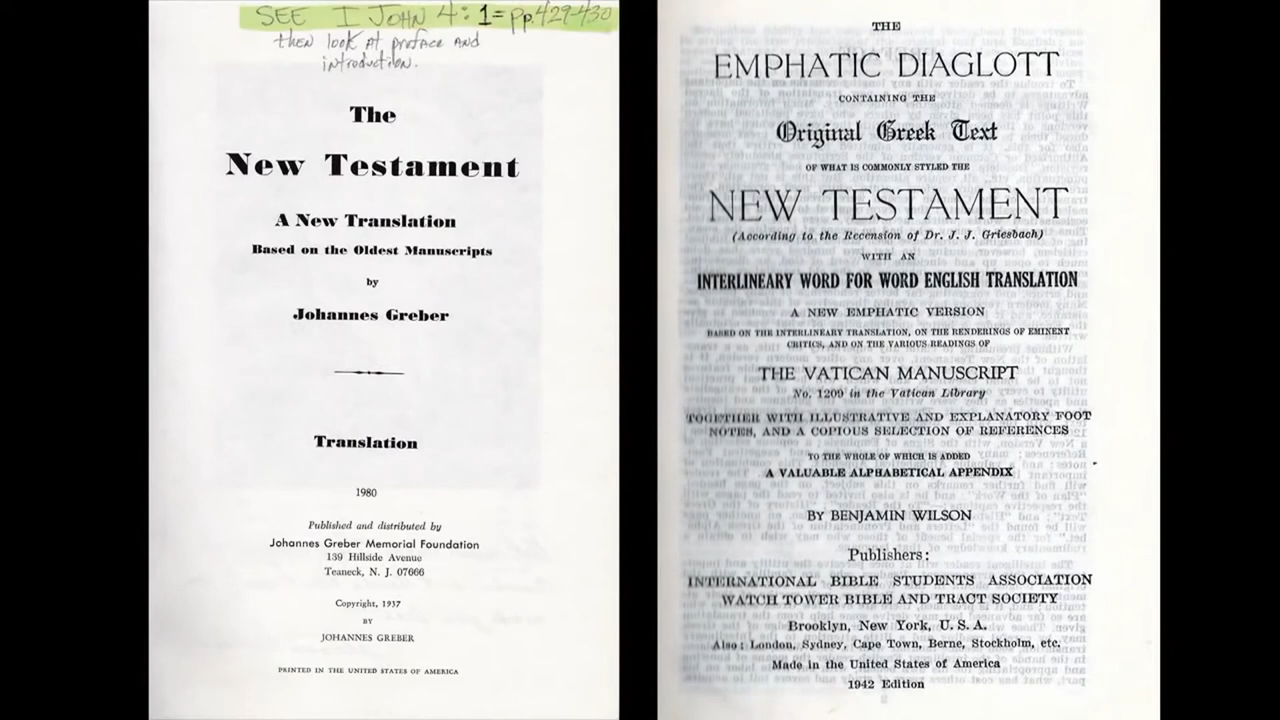 SEE I JOHN 4:1=pp.429-430
then look at preface and
introduction.
The
New Testament
A New Translation
Based on the Oldest Manuscripts
by
Johannes Greber
Translation
1980
Published and distributed by
Johannes Greber Memorial Foundation
139 Hillside Avenue
Teaneck, N. J. 07666
Copyright, 1937
BY
JOHANNES GREBER
PRINTED IN THE UNITED STATES OF AMERICA
THE
EMPHATIC DIAGLOTT
CONTAINING THE
Original Greek Text
OF WHAT IS COMMONLY STYLED THE
NEW TESTAMENT
(According to the Recension of Dr. J. J. Griesbach)
WITH AN
INTERLINEARY WORD FOR WORD ENGLISH TRANSLATION
A NEW EMPHATIC VERSION
BASED ON THE INTERLINEARY TRANSLATION, ON THE RENDERINGS OF EMINENT
CRITICS, AND ON THE VARIOUS READINGS OF
THE VATICAN MANUSCRIPT
No. 1209 in the Vatican Library
TOGETHER WITH ILLUSTRATIVE AND EXPLANATORY FOOT
NOTES, AND A COPIOUS SELECTION OF REFERENCES
TO THE WHOLE OF WHICH IS ADDED
A VALUABLE ALPHABETICAL APPENDIX
BY BENJAMIN WILSON
Publishers:
INTERNATIONAL BIBLE STUDENTS ASSOCIATION
WATCH TOWER BIBLE AND TRACT SOCIETY
Brooklyn, New York, U. S. A.
Also: London, Sydney, Cape Town, Berne, Stockholm, etc.
Made in the United States of America
1942 Edition